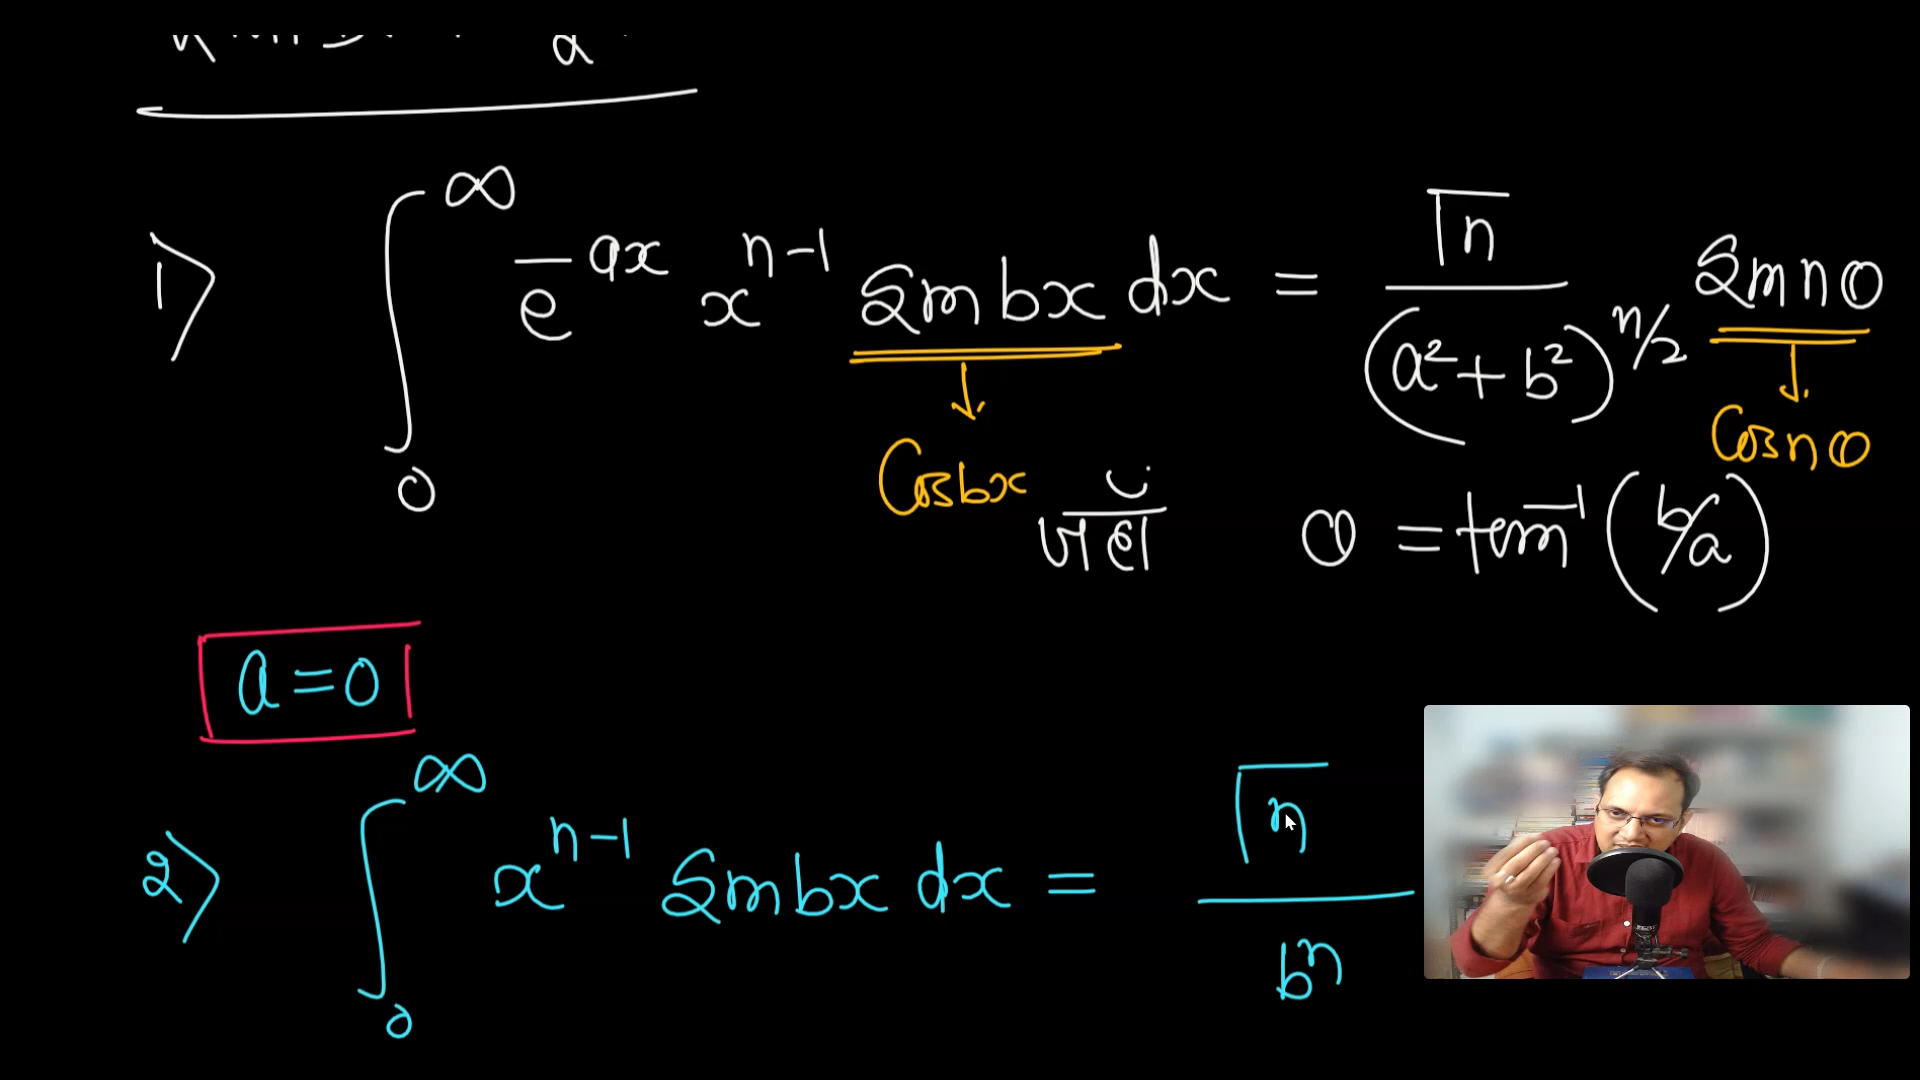 1) ∫₀^∞ e^{-ax} x^{n-1} Sin bx dx = Γn / (a² + b²)^{n/2} Sin nθ
↓ Cos bx ↓ Cos nθ
जहाँ θ = tan⁻¹ (b/a)
a = 0
2) ∫₀^∞ x^{n-1} Sin bx dx = Γn / bⁿ